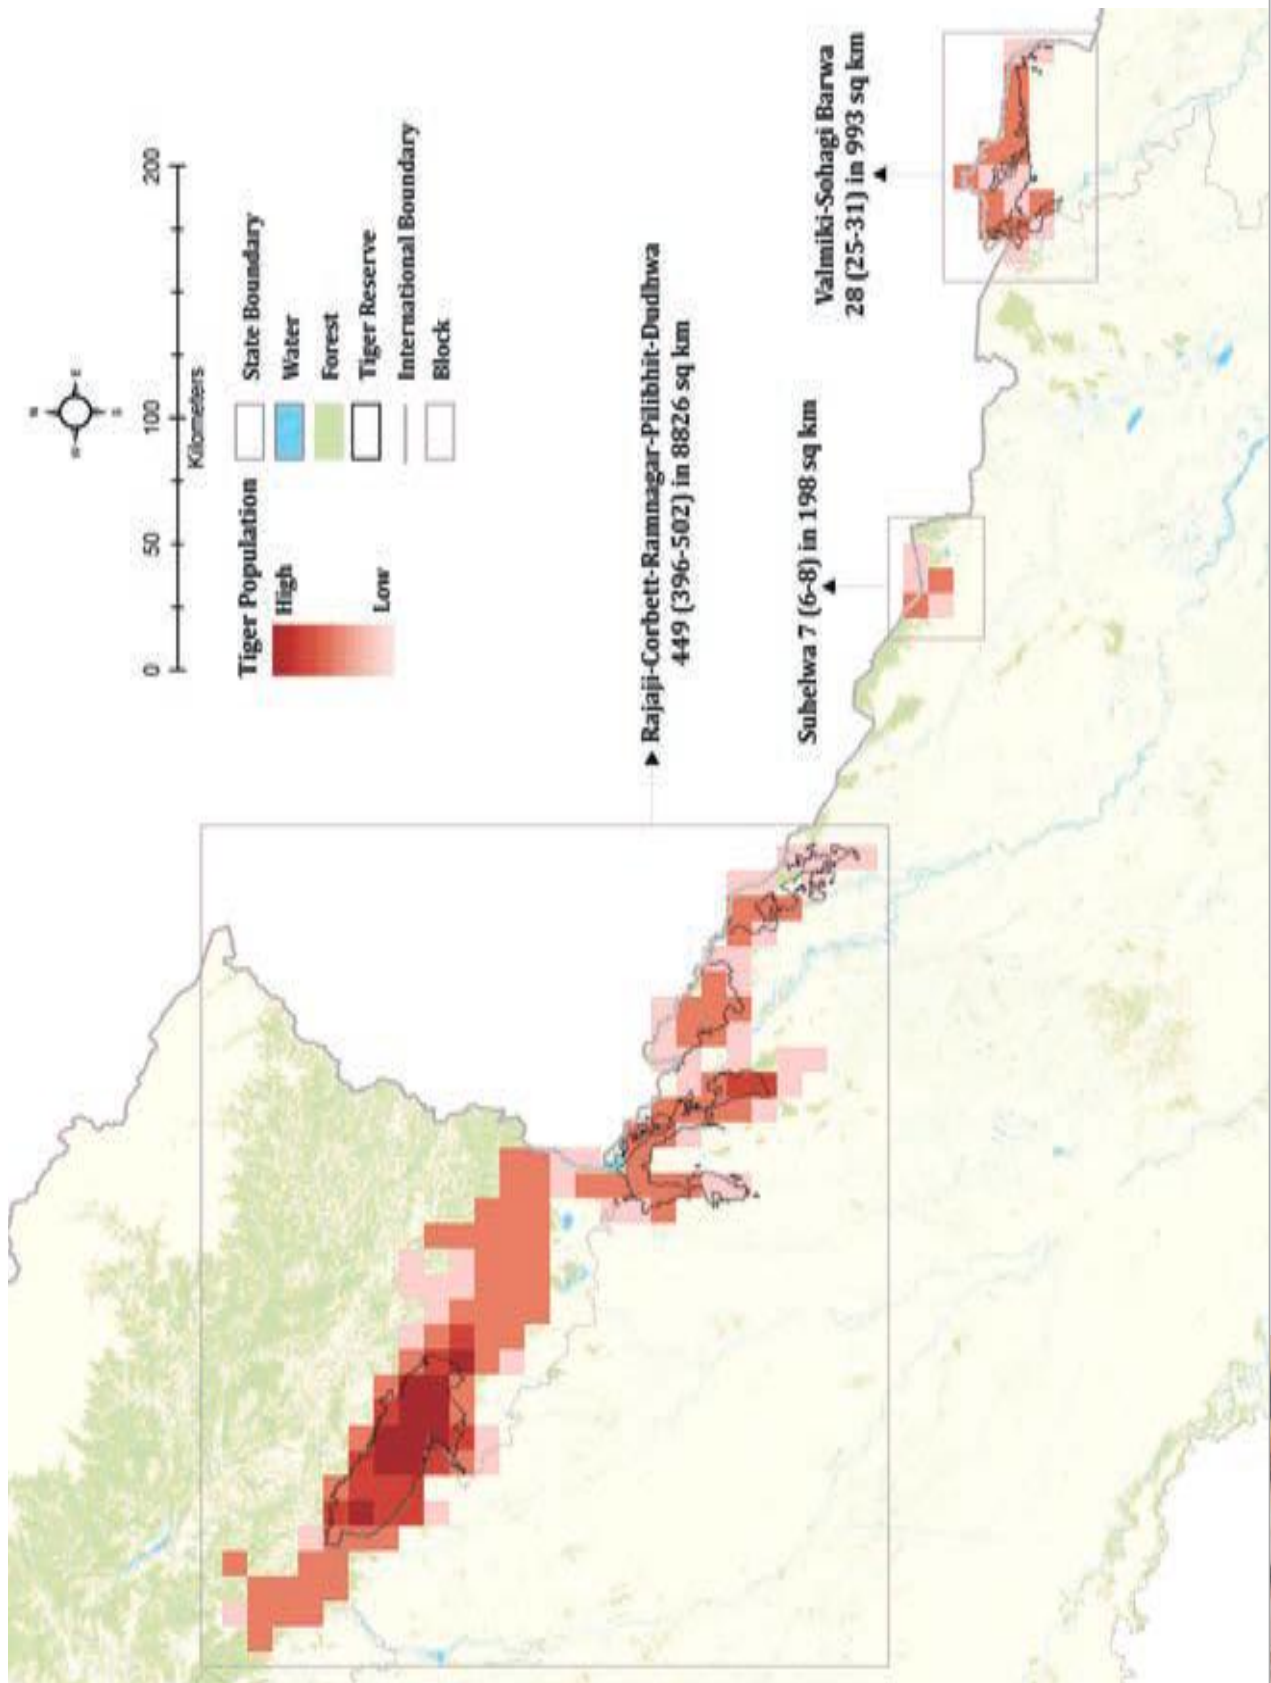 N
W
E
S
0
50
100
200
Kilometers
Tiger Population
High
Low
State Boundary
Water
Forest
Tiger Reserve
International Boundary
Block
Rajaji-Corbett-Ramnagar-Pilibhit-Dudhwa
449 (396-502) in 8826 sq km
Suhelwa 7 (6-8) in 198 sq km
Valmiki-Sohagi Barwa
28 (25-31) in 993 sq km